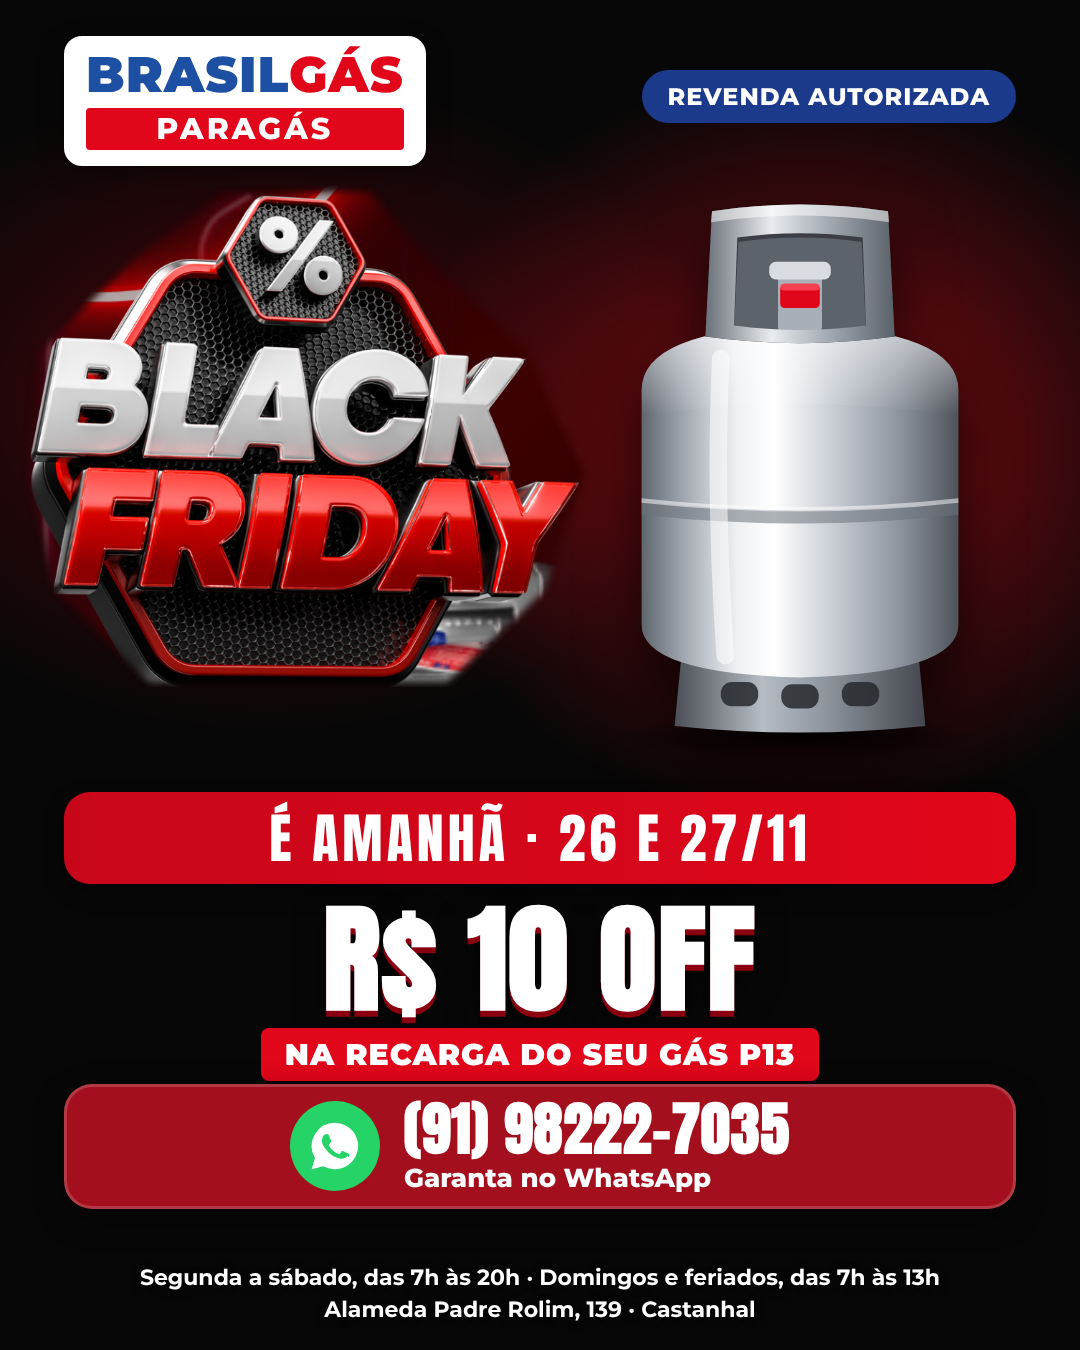 BRASILGÁS
PARAGÁS
REVENDA AUTORIZADA
%
BLACK
FRIDAY
É AMANHÃ · 26 E 27/11
R$ 10 OFF
NA RECARGA DO SEU GÁS P13
(91) 98222-7035
Garanta no WhatsApp
Segunda a sábado, das 7h às 20h · Domingos e feriados, das 7h às 13h
Alameda Padre Rolim, 139 · Castanhal